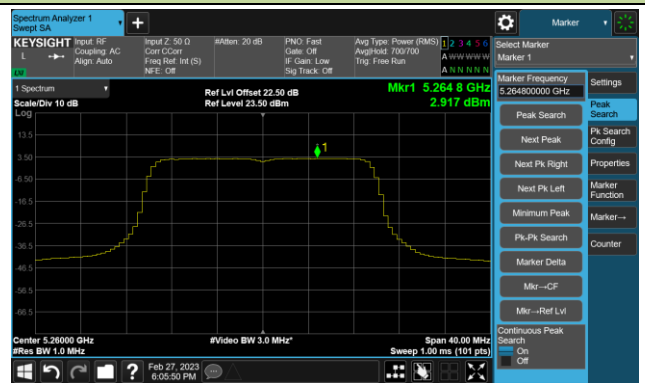 Spectrum Analyzer 1
Swept SA
Marker
KEYSIGHT
L
Input: RF
Coupling: AC
Align: Auto
Input Z: 50 Ω
Corr CCorr
Freq Ref: Int (S)
NFE: Off
#Atten: 20 dB
PNO: Fast
Gate: Off
IF Gain: Low
Sig Track: Off
Avg Type: Power (RMS)
Avg|Hold: 700/700
Trig: Free Run
1 2 3 4 5 6
A W W W W W
A N N N N N
Select Marker
Marker 1
1 Spectrum
Scale/Div 10 dB
Log
Ref Lvl Offset 22.50 dB
Ref Level 23.50 dBm
Mkr1 5.264 8 GHz
2.917 dBm
13.5
3.50
-6.50
-16.5
-26.5
-36.5
-46.5
-56.5
-66.5
1
Center 5.26000 GHz
#Res BW 1.0 MHz
#Video BW 3.0 MHz*
Span 40.00 MHz
Sweep 1.00 ms (101 pts)
Marker Frequency
5.264800000 GHz
Peak Search
Next Peak
Next Pk Right
Next Pk Left
Minimum Peak
Pk-Pk Search
Marker Delta
Mkr→CF
Mkr→Ref Lvl
Continuous Peak
Search
On
Off
Settings
Peak
Search
Pk Search
Config
Properties
Marker
Function
Marker→
Counter
?
Feb 27, 2023
6:05:50 PM